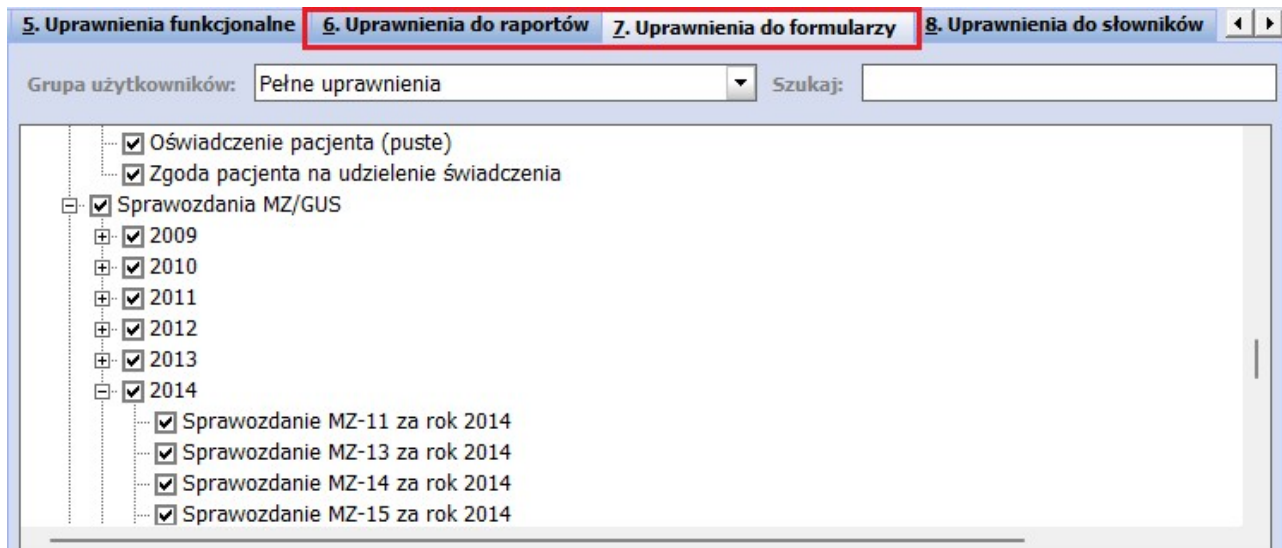 5. Uprawnienia funkcjonalne 6. Uprawnienia do raportów 7. Uprawnienia do formularzy 8. Uprawnienia do słowników
Grupa użytkowników: Pełne uprawnienia Szukaj:
Oświadczenie pacjenta (puste)
Zgoda pacjenta na udzielenie świadczenia
Sprawozdania MZ/GUS
2009
2010
2011
2012
2013
2014
Sprawozdanie MZ-11 za rok 2014
Sprawozdanie MZ-13 za rok 2014
Sprawozdanie MZ-14 za rok 2014
Sprawozdanie MZ-15 za rok 2014